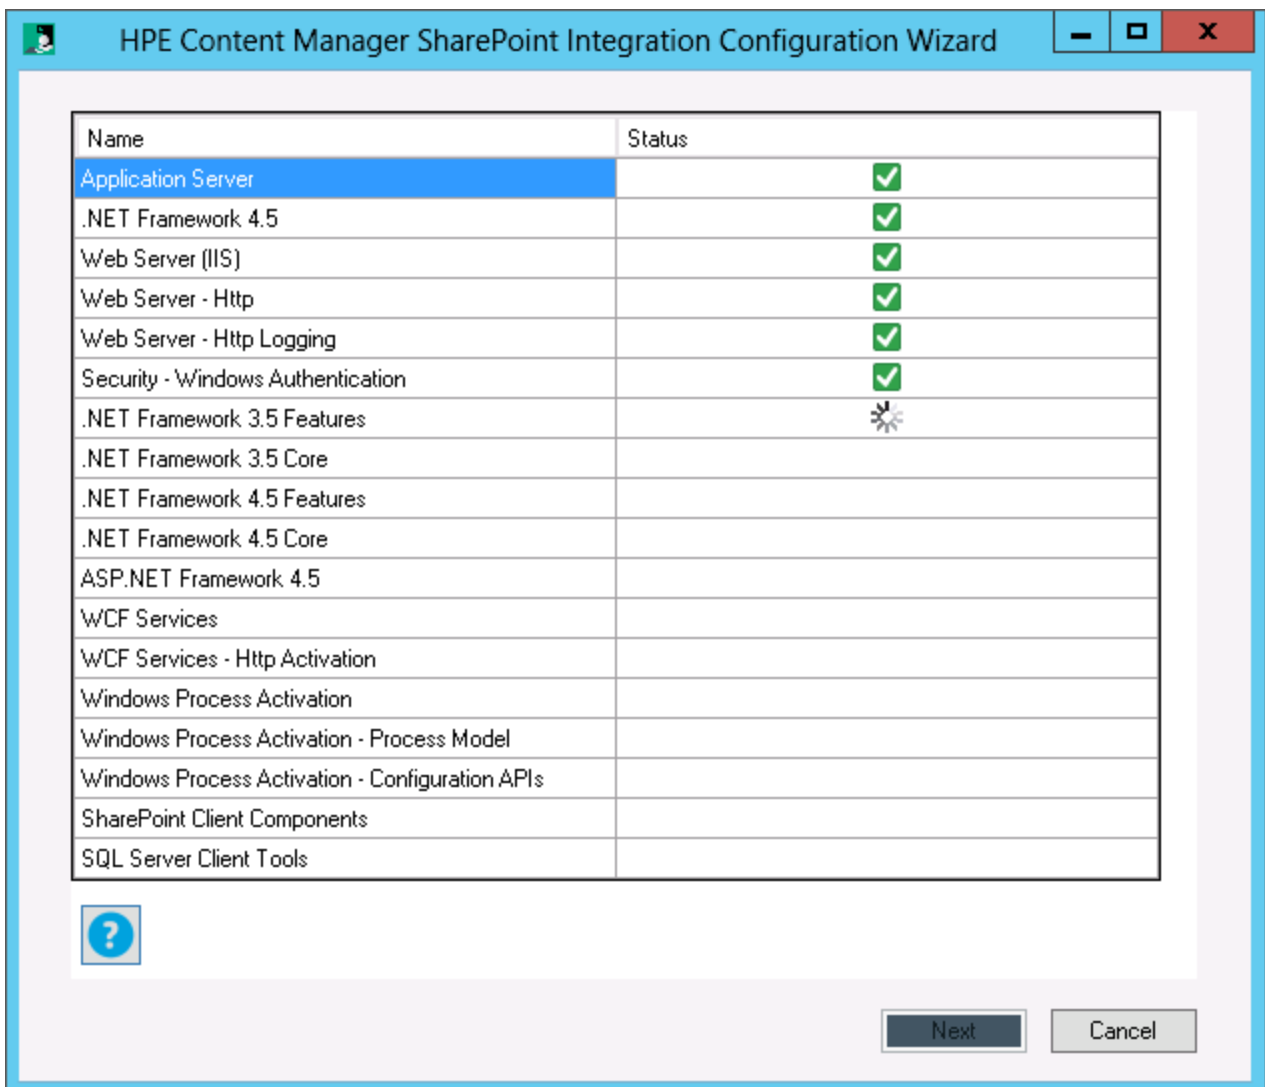 HPE Content Manager SharePoint Integration Configuration Wizard
Name Status
Application Server
.NET Framework 4.5
Web Server (IIS)
Web Server - Http
Web Server - Http Logging
Security - Windows Authentication
.NET Framework 3.5 Features
.NET Framework 3.5 Core
.NET Framework 4.5 Features
.NET Framework 4.5 Core
ASP.NET Framework 4.5
WCF Services
WCF Services - Http Activation
Windows Process Activation
Windows Process Activation - Process Model
Windows Process Activation - Configuration APIs
SharePoint Client Components
SQL Server Client Tools
?
Next Cancel